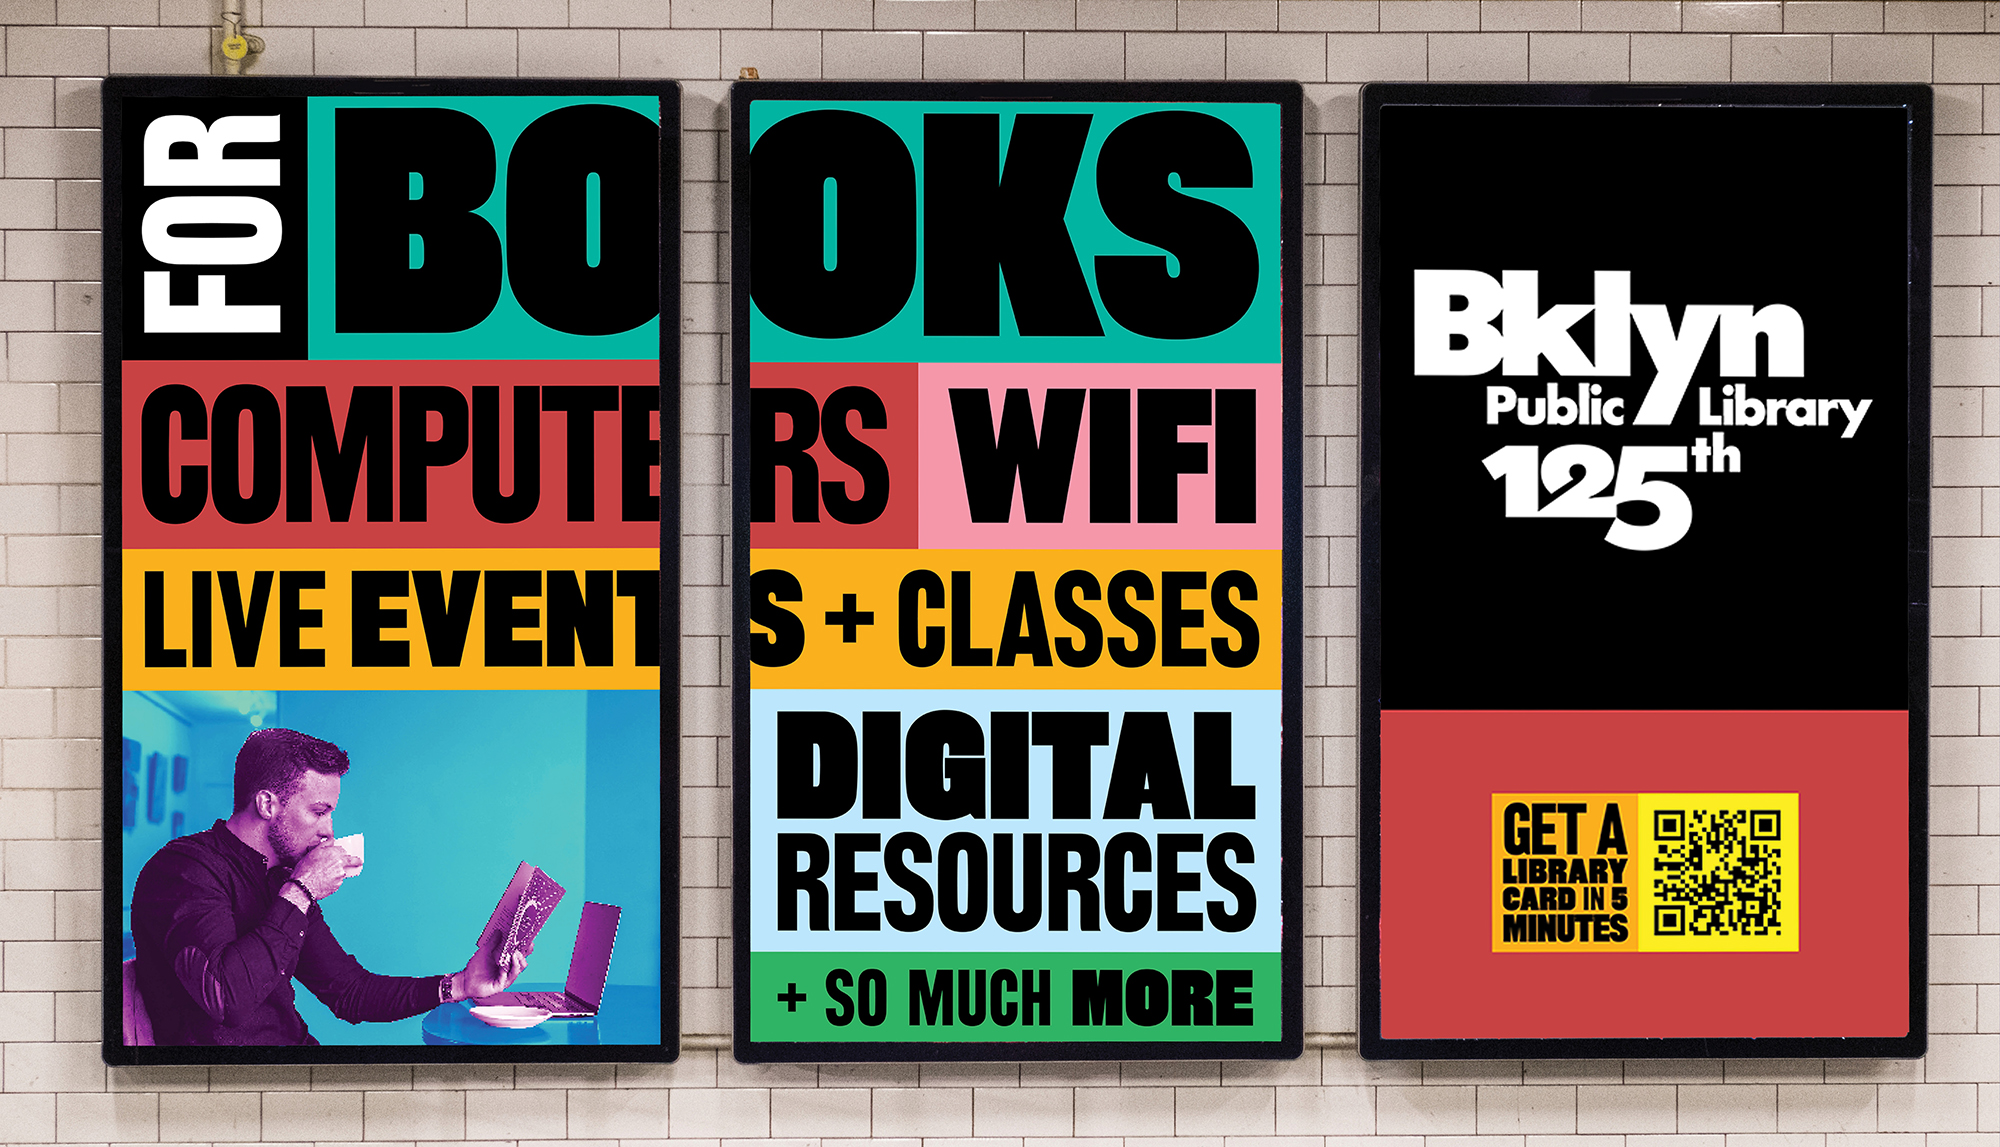 FOR BOOKS
COMPUTERS WIFI
LIVE EVENTS + CLASSES
DIGITAL
RESOURCES
+ SO MUCH MORE
Bklyn
Public Library
125th
GET A
LIBRARY
CARD IN 5
MINUTES